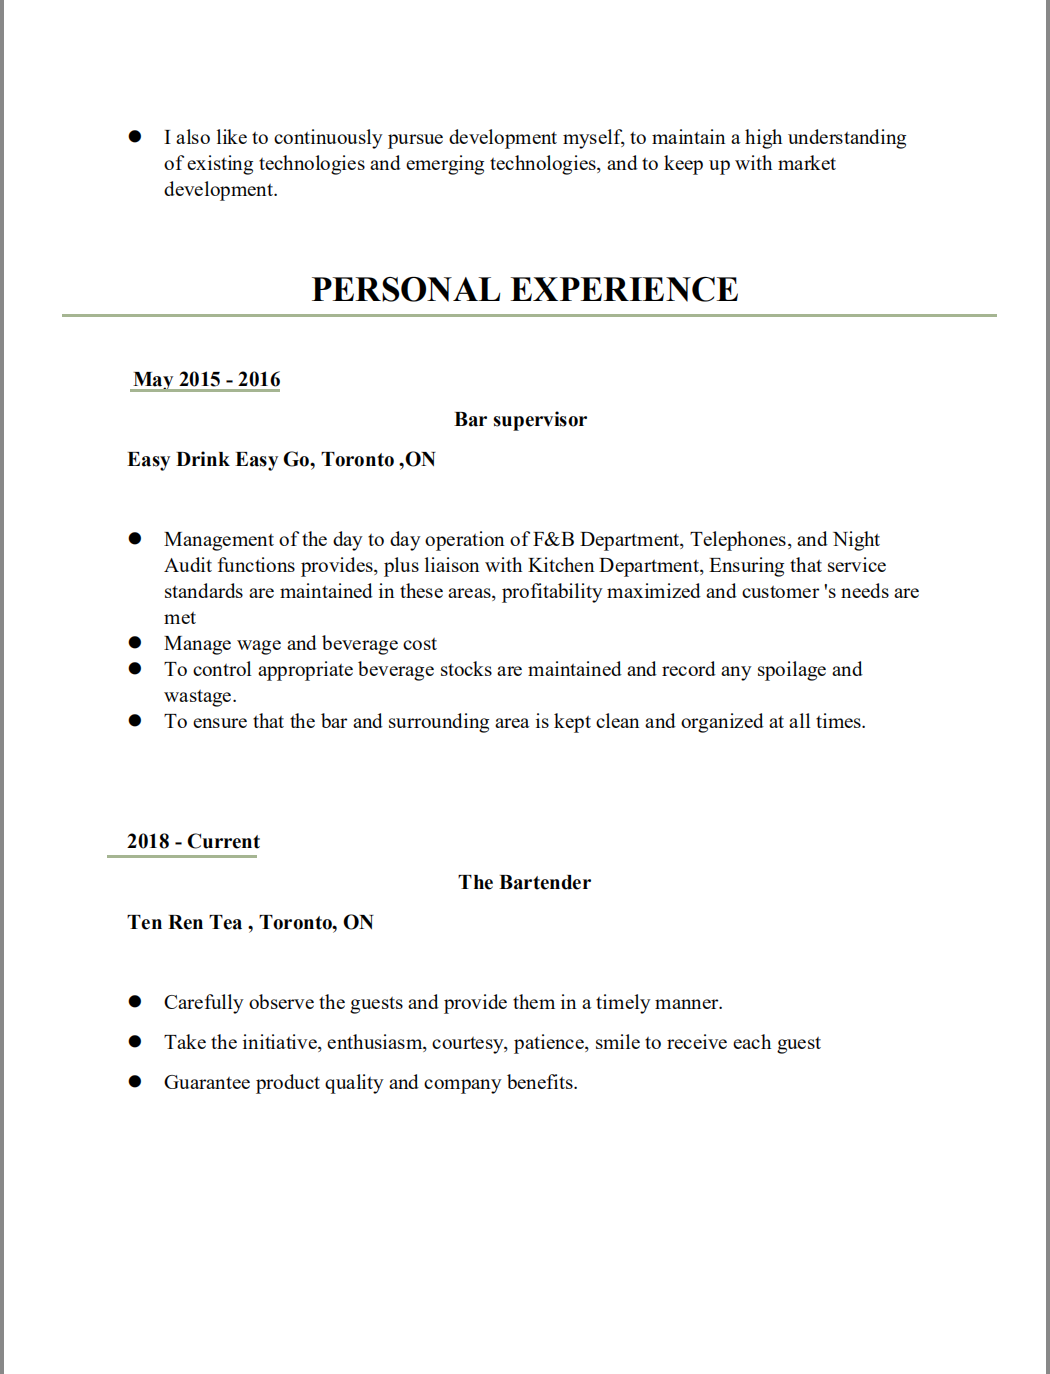 ● I also like to continuously pursue development myself, to maintain a high understanding
of existing technologies and emerging technologies, and to keep up with market
development.
PERSONAL EXPERIENCE
May 2015 - 2016
Bar supervisor
Easy Drink Easy Go, Toronto ,ON
● Management of the day to day operation of F&B Department, Telephones, and Night
Audit functions provides, plus liaison with Kitchen Department, Ensuring that service
standards are maintained in these areas, profitability maximized and customer 's needs are
met
● Manage wage and beverage cost
● To control appropriate beverage stocks are maintained and record any spoilage and
wastage.
● To ensure that the bar and surrounding area is kept clean and organized at all times.
2018 - Current
The Bartender
Ten Ren Tea , Toronto, ON
● Carefully observe the guests and provide them in a timely manner.
● Take the initiative, enthusiasm, courtesy, patience, smile to receive each guest
● Guarantee product quality and company benefits.